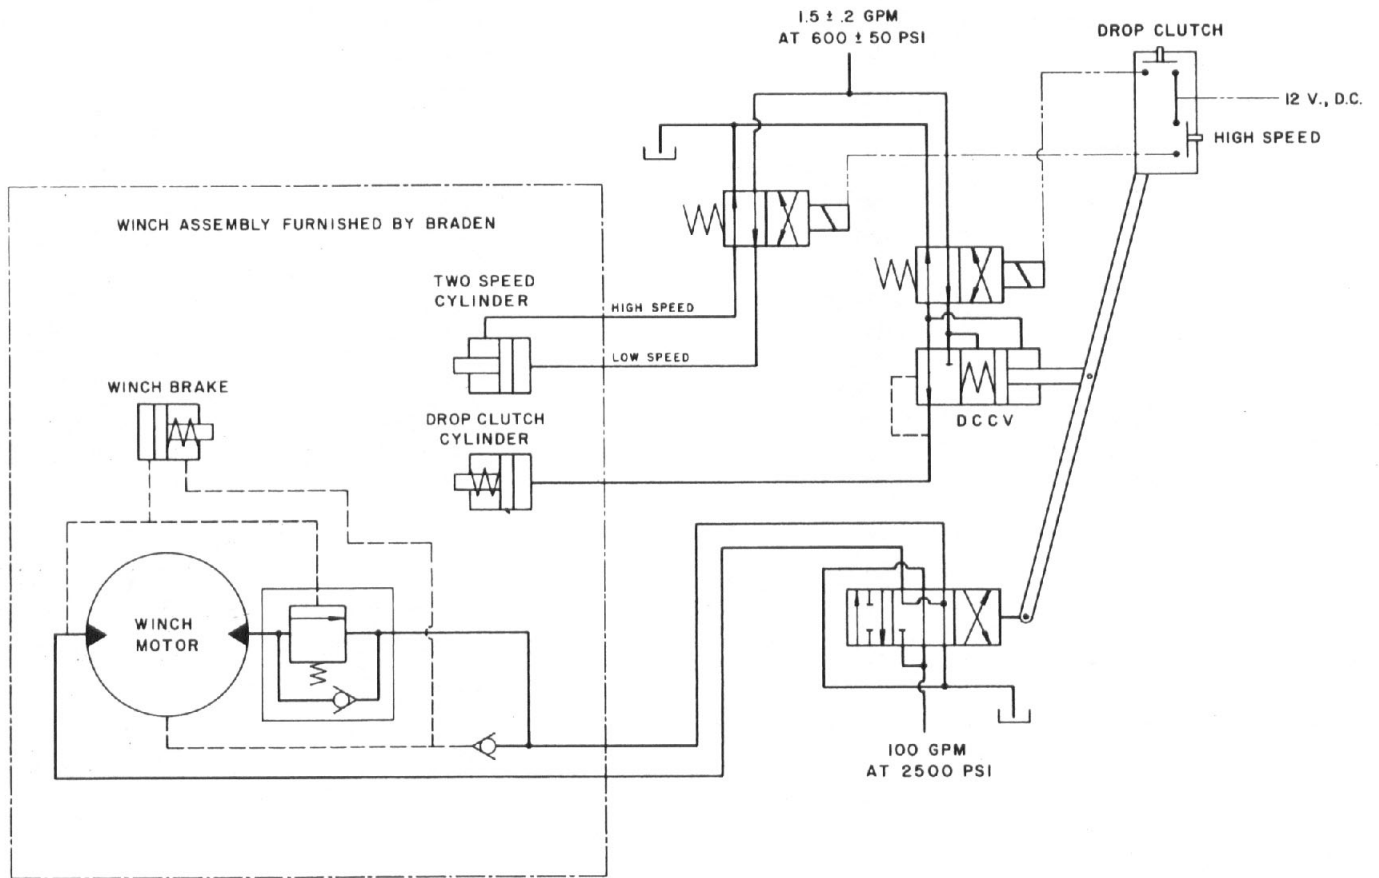 1.5 ± .2 GPM
AT 600 ± 50 PSI
DROP CLUTCH
12 V., D.C.
HIGH SPEED
WINCH ASSEMBLY FURNISHED BY BRADEN
TWO SPEED
CYLINDER
HIGH SPEED
LOW SPEED
WINCH BRAKE
DROP CLUTCH
CYLINDER
DCCV
WINCH
MOTOR
100 GPM
AT 2500 PSI